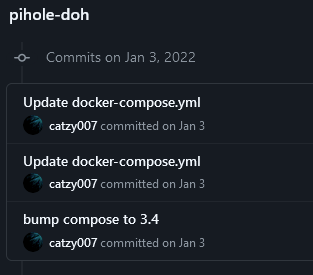 pihole-doh
Commits on Jan 3, 2022
Update docker-compose.yml
catzy007 committed on Jan 3
Update docker-compose.yml
catzy007 committed on Jan 3
bump compose to 3.4
catzy007 committed on Jan 3